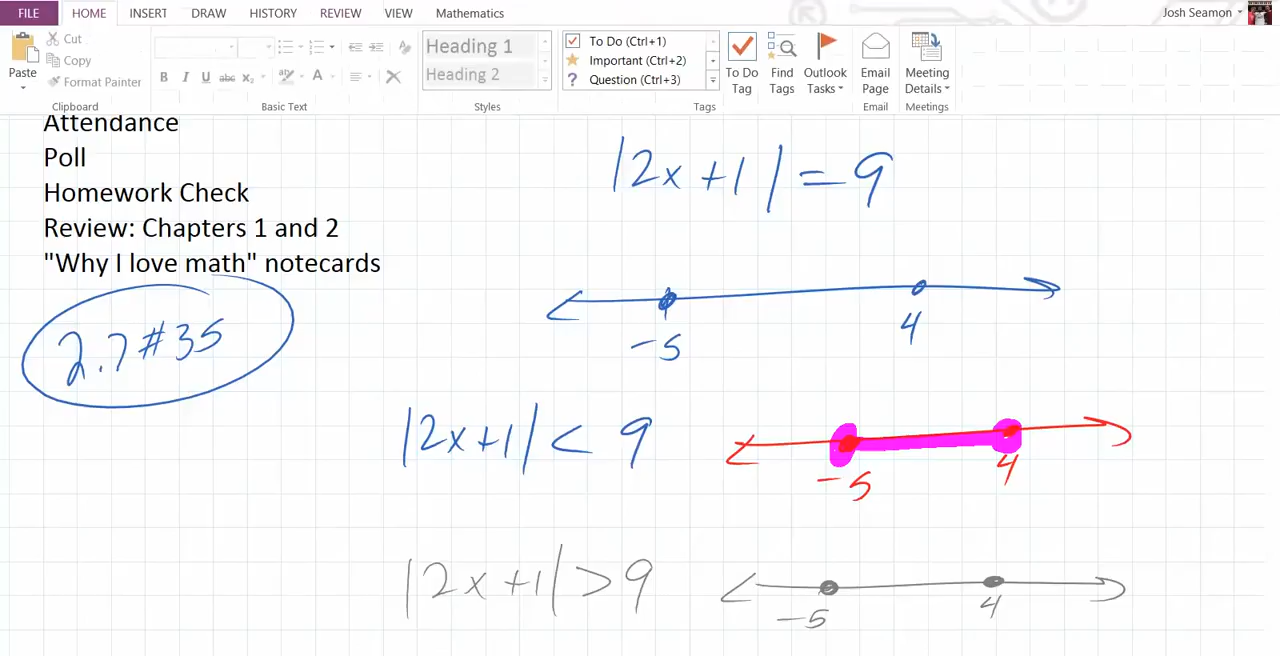 FILE HOME INSERT DRAW HISTORY REVIEW VIEW Mathematics Josh Seamon
Paste
Cut
Copy
Format Painter
Clipboard
B I U abc x₂ ab A
Basic Text
Heading 1
Heading 2
Styles
To Do (Ctrl+1)
Important (Ctrl+2)
? Question (Ctrl+3)
Tags
To Do Tag
Find Tags
Outlook Tasks
Email Page
Email
Meeting Details
Meetings
Attendance
Poll
Homework Check
Review: Chapters 1 and 2
"Why I love math" notecards
2.7 #35
|2x+1| = 9
-5 4
|2x+1| < 9
-5 4
|2x+1| > 9
-5 4